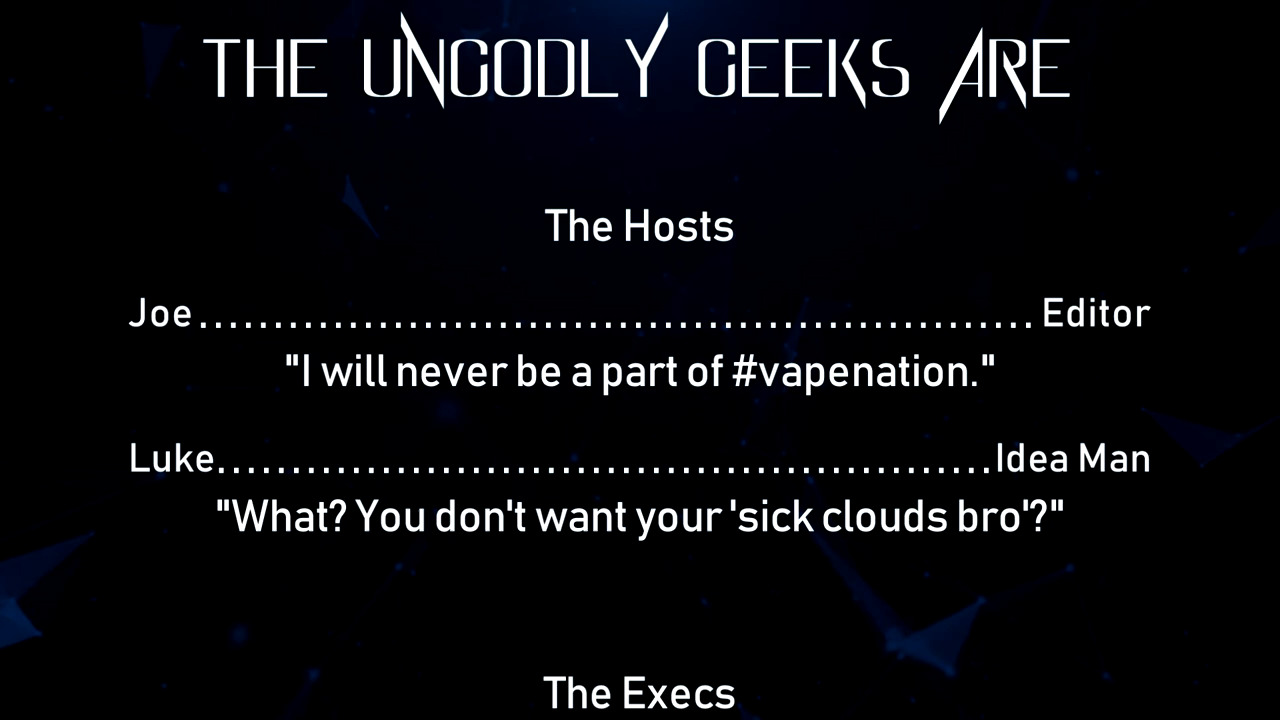 THE UNGODLY GEEKS ARE
The Hosts
Joe........................................................ Editor
"I will never be a part of #vapenation."
Luke....................................................Idea Man
"What? You don't want your 'sick clouds bro'?"
The Execs